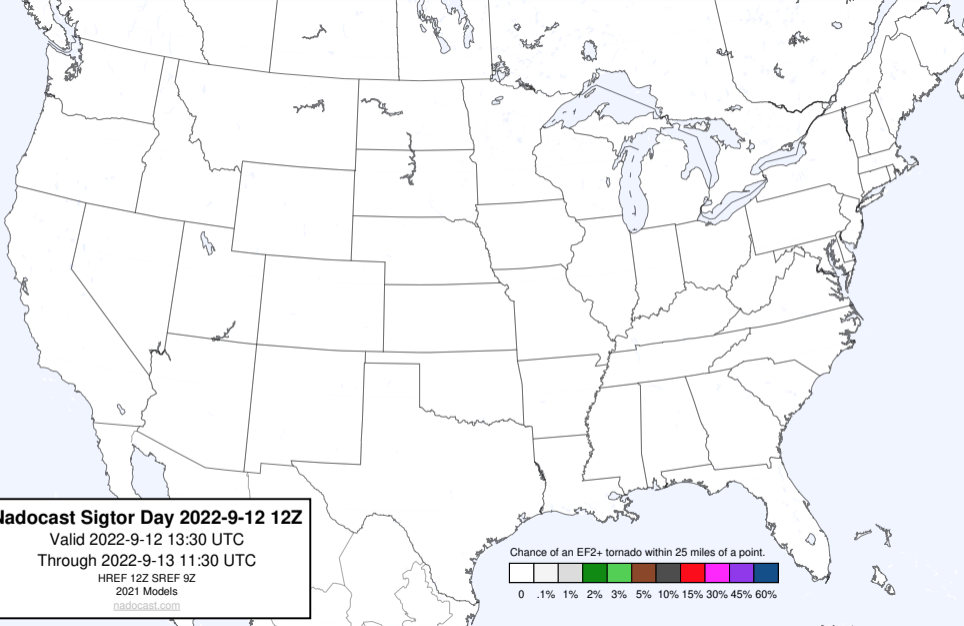 Nadocast Sigtor Day 2022-9-12 12Z
Valid 2022-9-12 13:30 UTC
Through 2022-9-13 11:30 UTC
HREF 12Z SREF 9Z
2021 Models
nadocast.com
Chance of an EF2+ tornado within 25 miles of a point.
0 .1% 1% 2% 3% 5% 10% 15% 30% 45% 60%